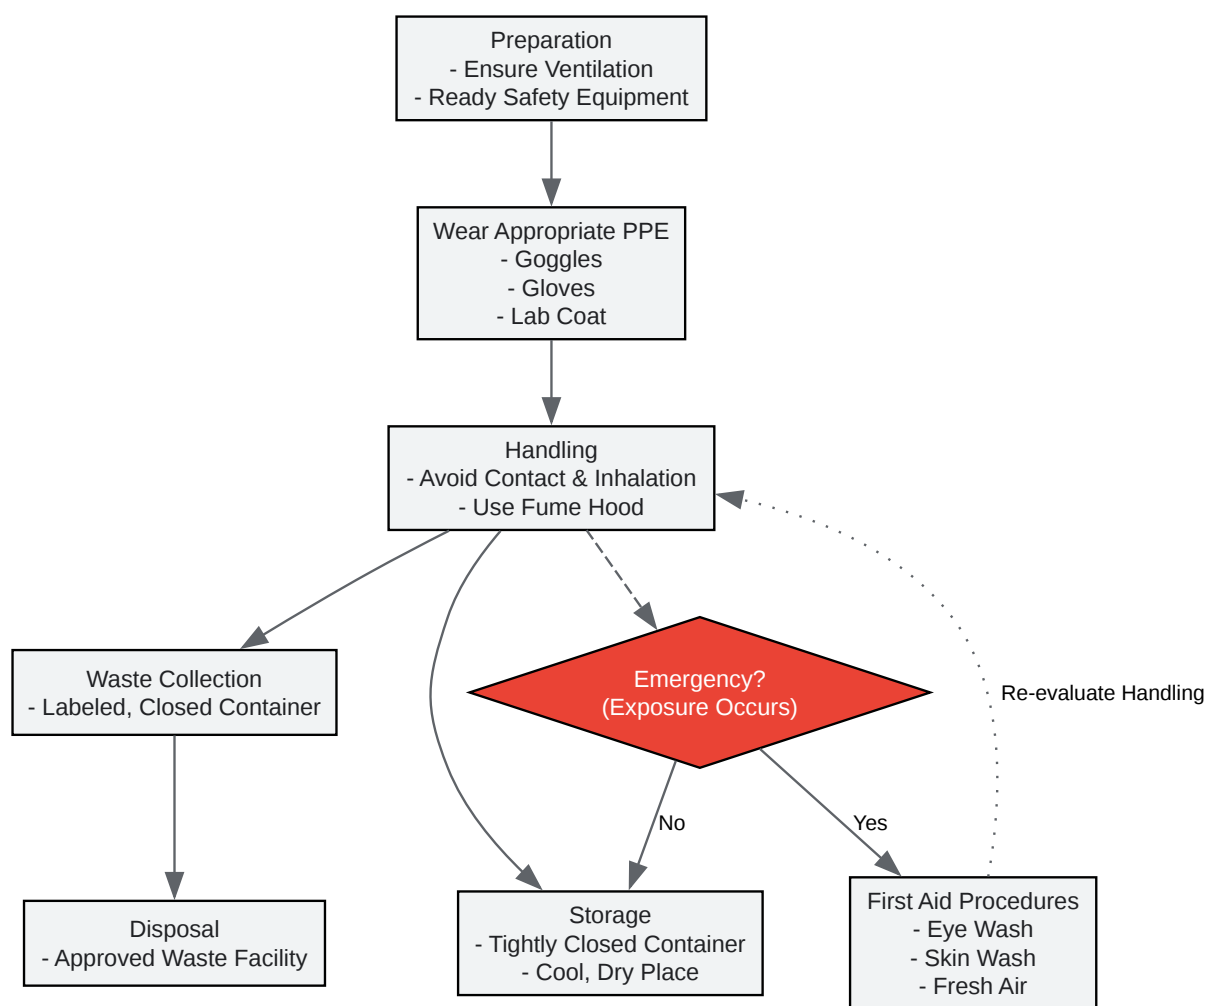 Preparation
- Ensure Ventilation
- Ready Safety Equipment
Wear Appropriate PPE
- Goggles
- Gloves
- Lab Coat
Handling
- Avoid Contact & Inhalation
- Use Fume Hood
Waste Collection
- Labeled, Closed Container
Emergency?
(Exposure Occurs)
Re-evaluate Handling
No
Yes
Disposal
- Approved Waste Facility
Storage
- Tightly Closed Container
- Cool, Dry Place
First Aid Procedures
- Eye Wash
- Skin Wash
- Fresh Air